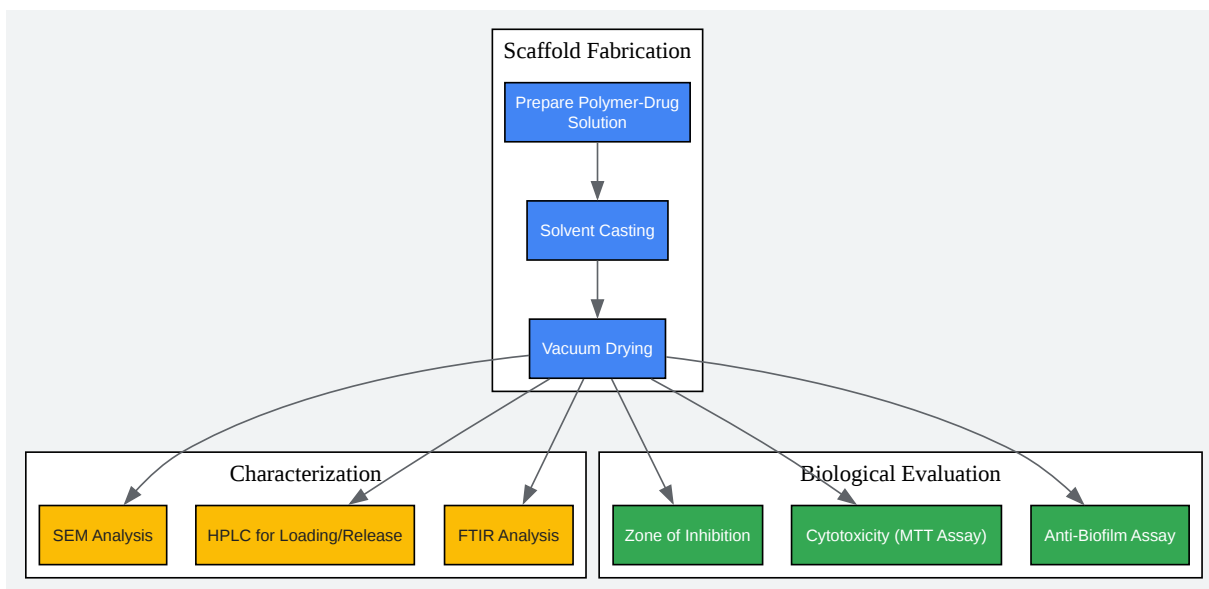 Scaffold Fabrication
Prepare Polymer-Drug
Solution
Solvent Casting
Vacuum Drying
Characterization
SEM Analysis
HPLC for Loading/Release
FTIR Analysis
Biological Evaluation
Zone of Inhibition
Cytotoxicity (MTT Assay)
Anti-Biofilm Assay